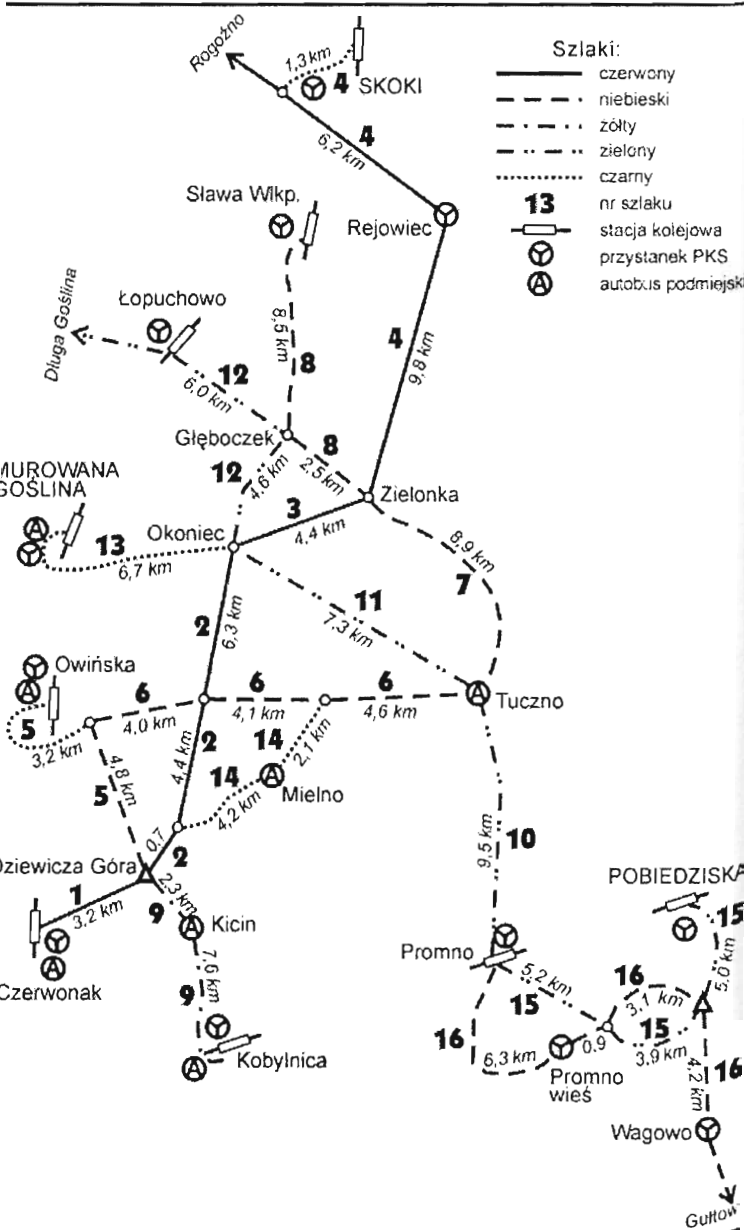 Rogoźno
1,3 km
4
SKOKI
Szlaki:
czerwony
niebieski
żółty
zielony
czarny
13
nr szlaku
stacja kolejowa
przystanek PKS
A
autobus podmiejski
4
6,2 km
Sława Wlkp.
Rejowiec
Długa Goślina
Łopuchowo
8,5 km
8
4
9,8 km
12
6,0 km
Głęboczek
8
2,5 km
12
4,6 km
MUROWANA
GOŚLINA
A
Zielonka
3
4,4 km
Okoniec
13
6,7 km
8,9 km
7
11
7,3 km
2
6,3 km
Owińska
A
6
4,0 km
6
4,1 km
6
4,6 km
A
Tuczno
5
3,2 km
2
4,4 km
14
2,1 km
14
4,2 km
A
Mielno
5
4,8 km
0,7
2
Dziewicza Góra
1
3,2 km
2,3 km
9
A
Kicin
A
Czerwonak
9
7,6 km
A
Kobylnica
10
9,5 km
POBIEDZISKA
15
5,0 km
Promno
5,2 km
15
16
3,1 km
16
6,3 km
0,9
15
3,9 km
Promno
wieś
16
4,2 km
Wagowo
Gułtow